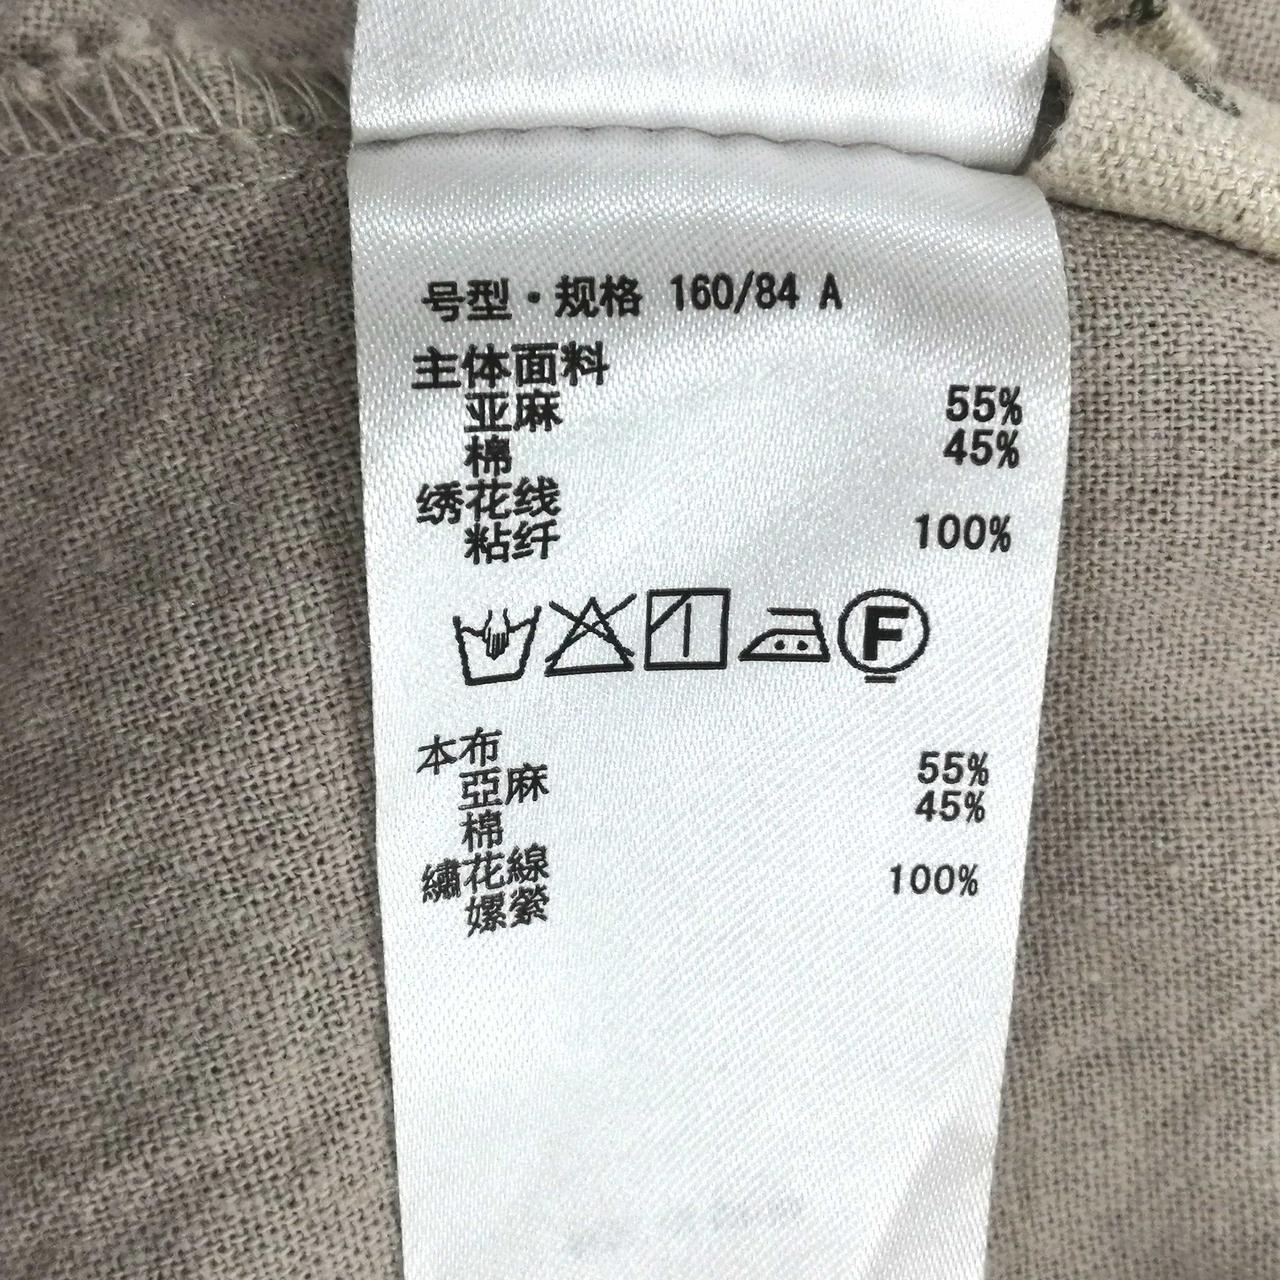 号型·规格 160/84 A
主体面料
亚麻 55%
棉 45%
绣花线
粘纤 100%
F
本布
亞麻 55%
棉 45%
繡花線
嫘縈 100%